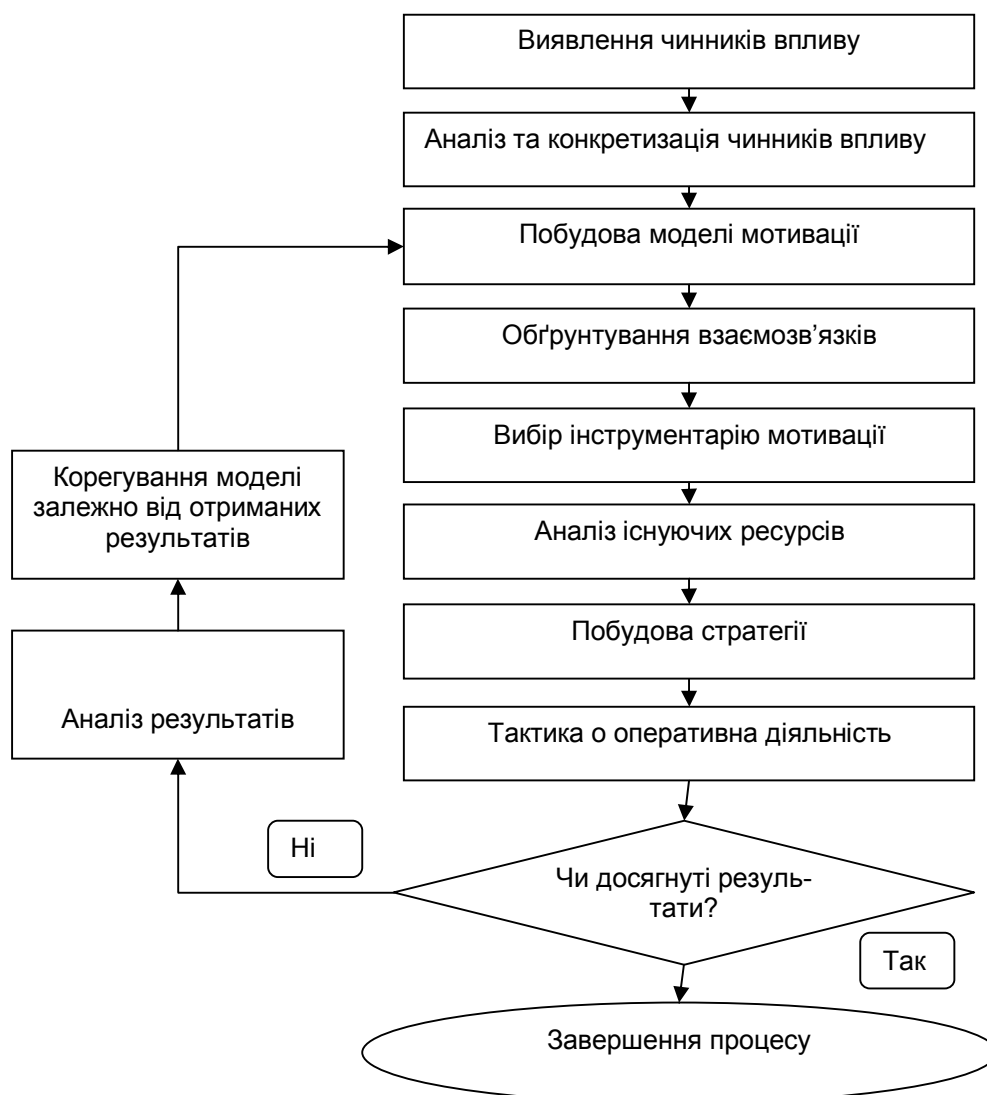 Виявлення чинників впливу
Аналіз та конкретизація чинників впливу
Побудова моделі мотивації
Обґрунтування взаємозв’язків
Вибір інструментарію мотивації
Корегування моделі
залежно від отриманих
результатів
Аналіз існуючих ресурсів
Побудова стратегії
Аналіз результатів
Тактика о оперативна діяльність
Ні
Чи досягнуті резуль-
тати?
Так
Завершення процесу